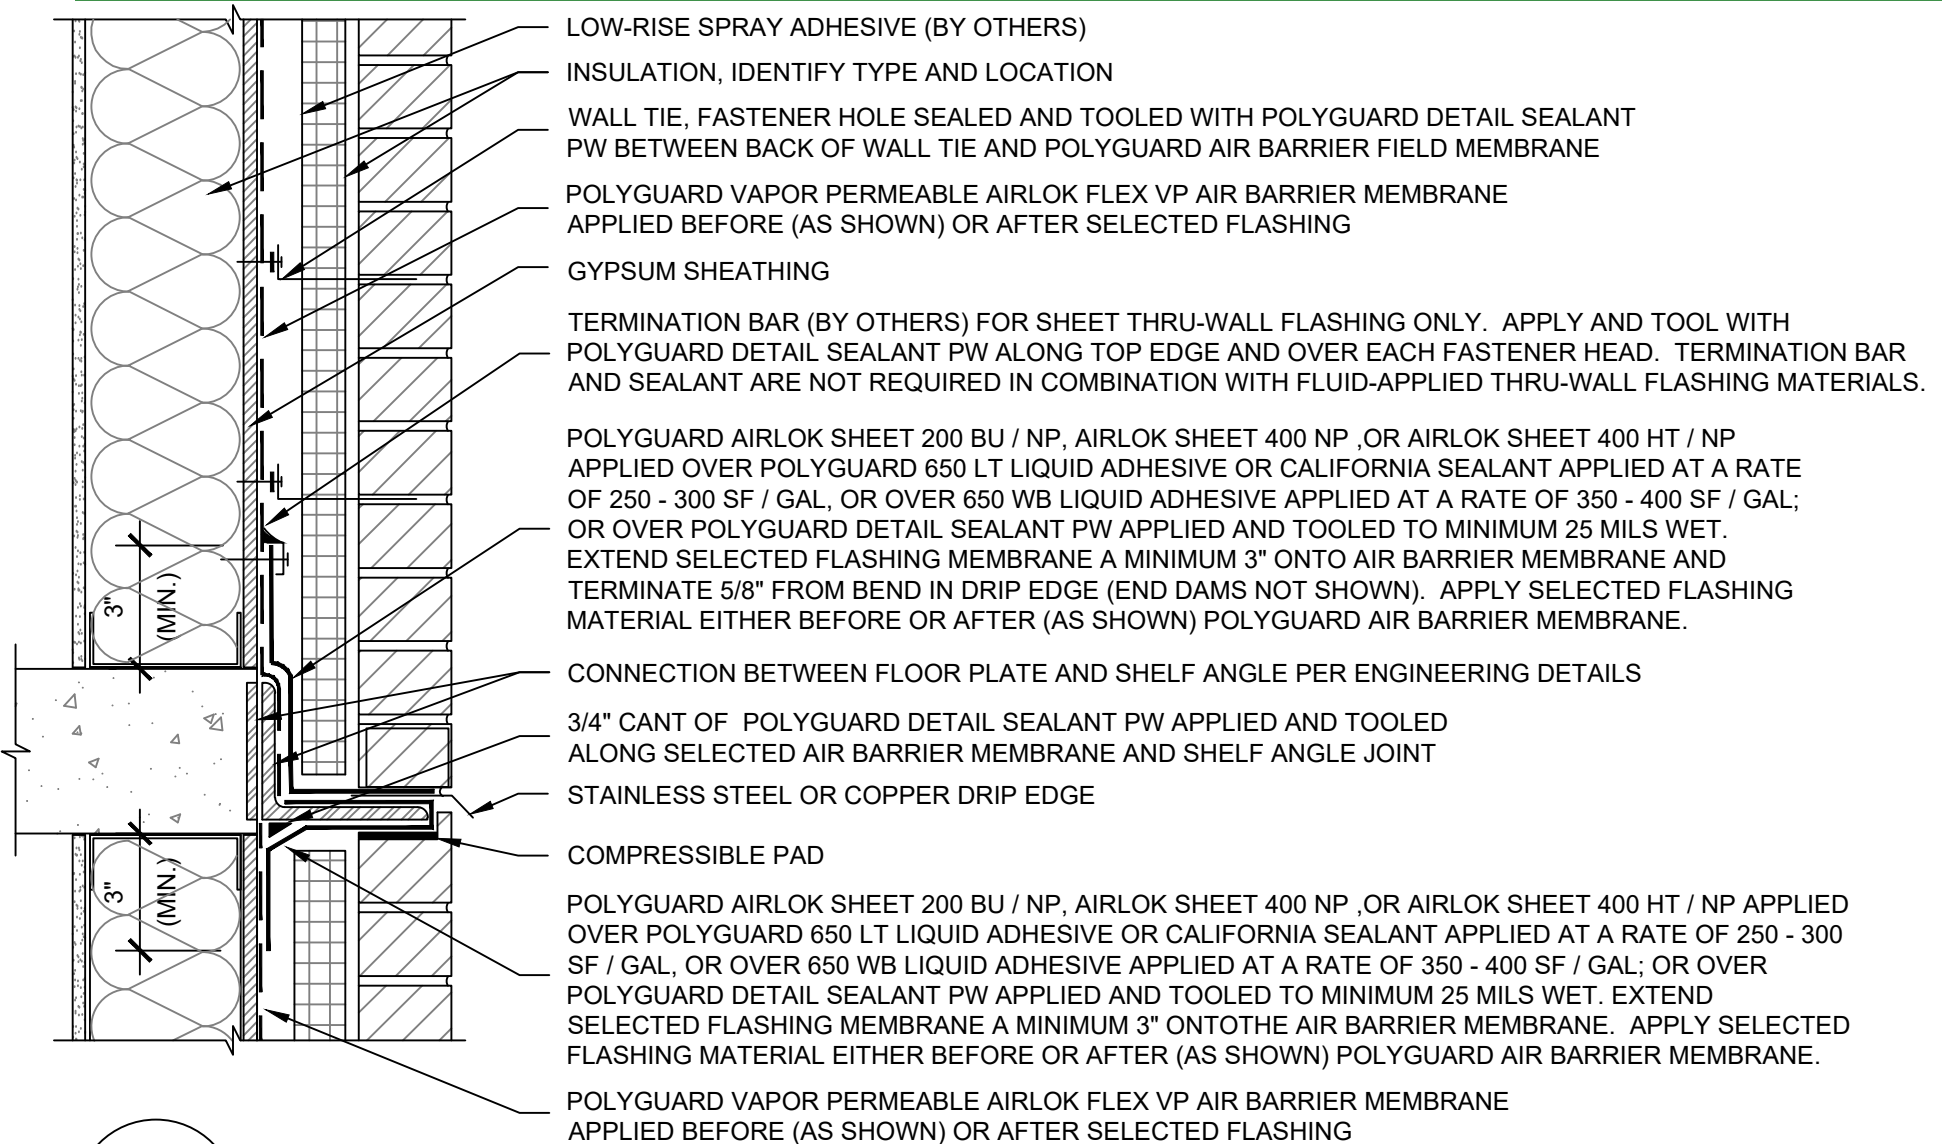 LOW-RISE SPRAY ADHESIVE (BY OTHERS)
INSULATION, IDENTIFY TYPE AND LOCATION
WALL TIE, FASTENER HOLE SEALED AND TOOLED WITH POLYGUARD DETAIL SEALANT
PW BETWEEN BACK OF WALL TIE AND POLYGUARD AIR BARRIER FIELD MEMBRANE
POLYGUARD VAPOR PERMEABLE AIRLOK FLEX VP AIR BARRIER MEMBRANE
APPLIED BEFORE (AS SHOWN) OR AFTER SELECTED FLASHING
GYPSUM SHEATHING
TERMINATION BAR (BY OTHERS) FOR SHEET THRU-WALL FLASHING ONLY.  APPLY AND TOOL WITH
POLYGUARD DETAIL SEALANT PW ALONG TOP EDGE AND OVER EACH FASTENER HEAD.  TERMINATION BAR
AND SEALANT ARE NOT REQUIRED IN COMBINATION WITH FLUID-APPLIED THRU-WALL FLASHING MATERIALS.
POLYGUARD AIRLOK SHEET 200 BU / NP, AIRLOK SHEET 400 NP ,OR AIRLOK SHEET 400 HT / NP
APPLIED OVER POLYGUARD 650 LT LIQUID ADHESIVE OR CALIFORNIA SEALANT APPLIED AT A RATE
OF 250 - 300 SF / GAL, OR OVER 650 WB LIQUID ADHESIVE APPLIED AT A RATE OF 350 - 400 SF / GAL;
OR OVER POLYGUARD DETAIL SEALANT PW APPLIED AND TOOLED TO MINIMUM 25 MILS WET.
EXTEND SELECTED FLASHING MEMBRANE A MINIMUM 3" ONTO AIR BARRIER MEMBRANE AND
TERMINATE 5/8" FROM BEND IN DRIP EDGE (END DAMS NOT SHOWN).  APPLY SELECTED FLASHING
MATERIAL EITHER BEFORE OR AFTER (AS SHOWN) POLYGUARD AIR BARRIER MEMBRANE.
3"
(MIN.)
CONNECTION BETWEEN FLOOR PLATE AND SHELF ANGLE PER ENGINEERING DETAILS
3/4" CANT OF  POLYGUARD DETAIL SEALANT PW APPLIED AND TOOLED
ALONG SELECTED AIR BARRIER MEMBRANE AND SHELF ANGLE JOINT
STAINLESS STEEL OR COPPER DRIP EDGE
COMPRESSIBLE PAD
3"
(MIN.)
POLYGUARD AIRLOK SHEET 200 BU / NP, AIRLOK SHEET 400 NP ,OR AIRLOK SHEET 400 HT / NP APPLIED
OVER POLYGUARD 650 LT LIQUID ADHESIVE OR CALIFORNIA SEALANT APPLIED AT A RATE OF 250 - 300
SF / GAL, OR OVER 650 WB LIQUID ADHESIVE APPLIED AT A RATE OF 350 - 400 SF / GAL; OR OVER
POLYGUARD DETAIL SEALANT PW APPLIED AND TOOLED TO MINIMUM 25 MILS WET. EXTEND
SELECTED FLASHING MEMBRANE A MINIMUM 3" ONTOTHE AIR BARRIER MEMBRANE.  APPLY SELECTED
FLASHING MATERIAL EITHER BEFORE OR AFTER (AS SHOWN) POLYGUARD AIR BARRIER MEMBRANE.
POLYGUARD VAPOR PERMEABLE AIRLOK FLEX VP AIR BARRIER MEMBRANE
APPLIED BEFORE (AS SHOWN) OR AFTER SELECTED FLASHING